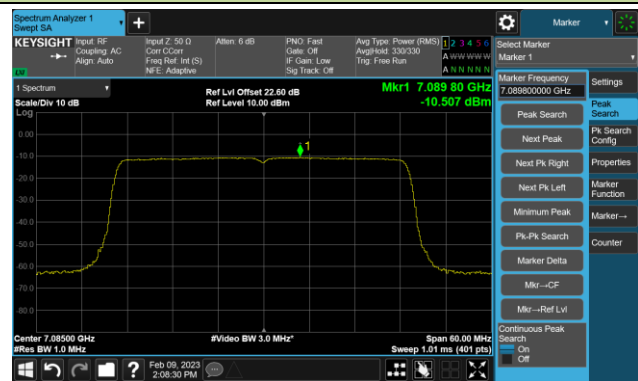 Spectrum Analyzer 1
Swept SA
Marker
KEYSIGHT
Input: RF
Coupling: AC
Align: Auto
Input Z: 50 Ω
Corr CCorr
Freq Ref: Int (S)
NFE: Adaptive
Atten: 6 dB
PNO: Fast
Gate: Off
IF Gain: Low
Sig Track: Off
Avg Type: Power (RMS)
Avg|Hold: 330/330
Trig: Free Run
1 2 3 4 5 6
A W W W W W
A N N N N N
LW
Select Marker
Marker 1
1 Spectrum
Scale/Div 10 dB
Log
Ref Lvl Offset 22.60 dB
Ref Level 10.00 dBm
Mkr1 7.089 80 GHz
-10.507 dBm
1
0.00
-10.0
-20.0
-30.0
-40.0
-50.0
-60.0
-70.0
-80.0
Center 7.08500 GHz
#Res BW 1.0 MHz
#Video BW 3.0 MHz*
Span 60.00 MHz
Sweep 1.01 ms (401 pts)
Marker Frequency
7.089800000 GHz
Peak Search
Next Peak
Next Pk Right
Next Pk Left
Minimum Peak
Pk-Pk Search
Marker Delta
Mkr→CF
Mkr→Ref Lvl
Continuous Peak
Search
On
Off
Settings
Peak
Search
Pk Search
Config
Properties
Marker
Function
Marker→
Counter
?
Feb 09, 2023
2:08:30 PM